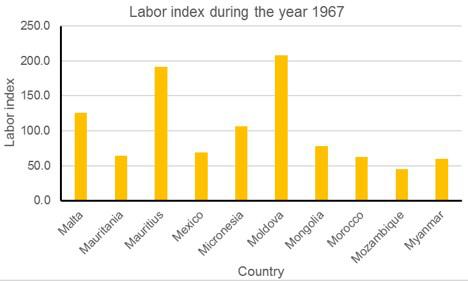 Labor index during the year 1967
Labor index
250.0
200.0
150.0
100.0
50.0
0.0
Malta
Mauritania
Mauritius
Mexico
Micronesia
Moldova
Mongolia
Morocco
Mozambique
Myanmar
Country